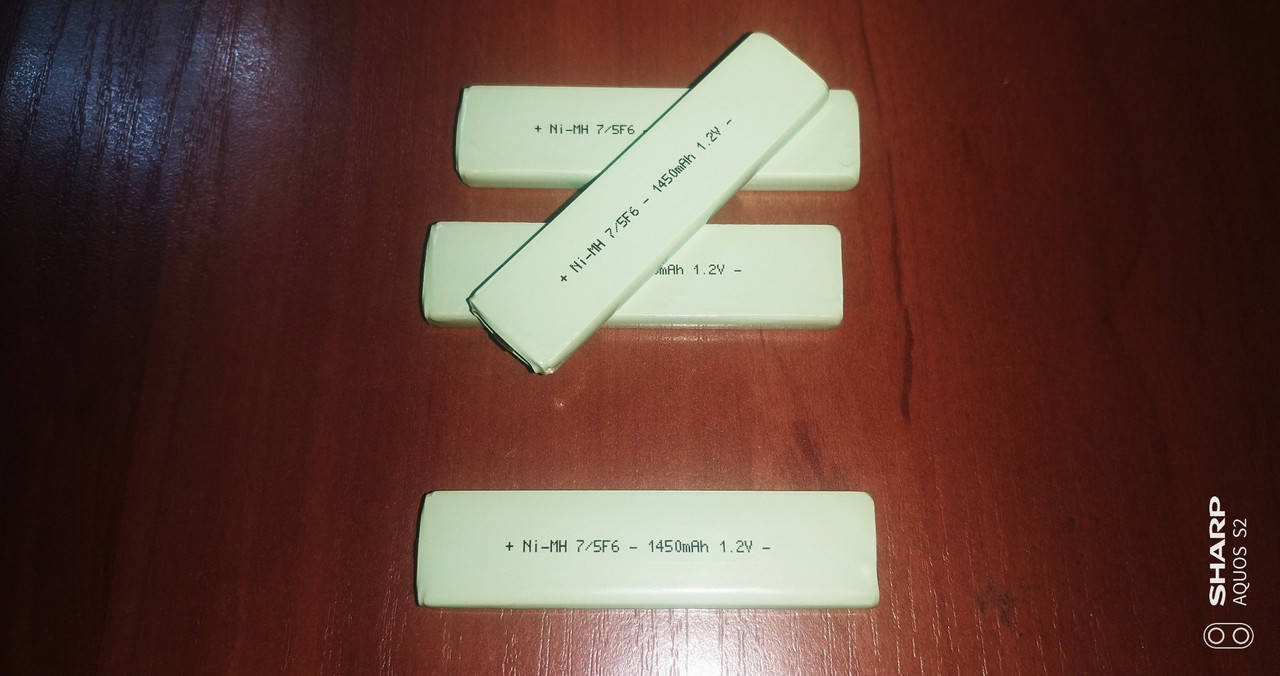 + Ni-MH 7/5F6 -
+ Ni-MH 7/5F6 - 1450mAh 1.2V -
mAh 1.2V -
+ Ni-MH 7/5F6 - 1450mAh 1.2V -
SHARP
AQUOS S2